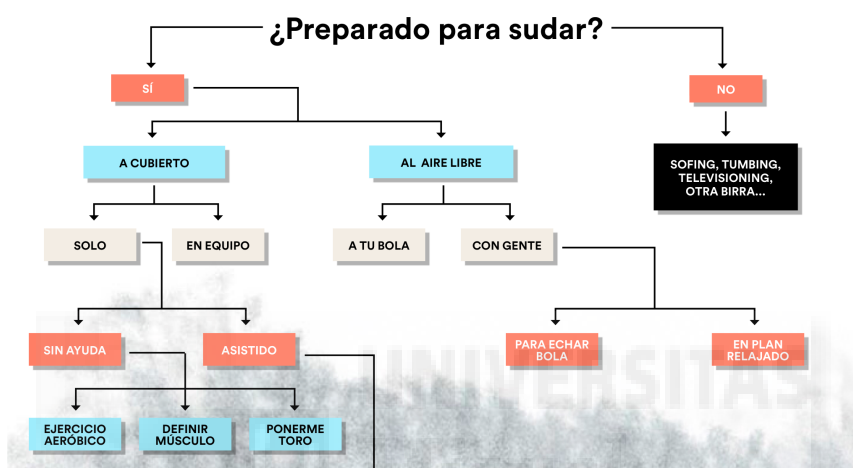 ¿Preparado para sudar?
SÍ
NO
A CUBIERTO
AL AIRE LIBRE
SOFING, TUMBING,
TELEVISIONING,
OTRA BIRRA...
SOLO
EN EQUIPO
A TU BOLA
CON GENTE
SIN AYUDA
ASISTIDO
PARA ECHAR
BOLA
EN PLAN
RELAJADO
UNIVERSITAS
EJERCICIO
AERÓBICO
DEFINIR
MÚSCULO
PONERME
TORO